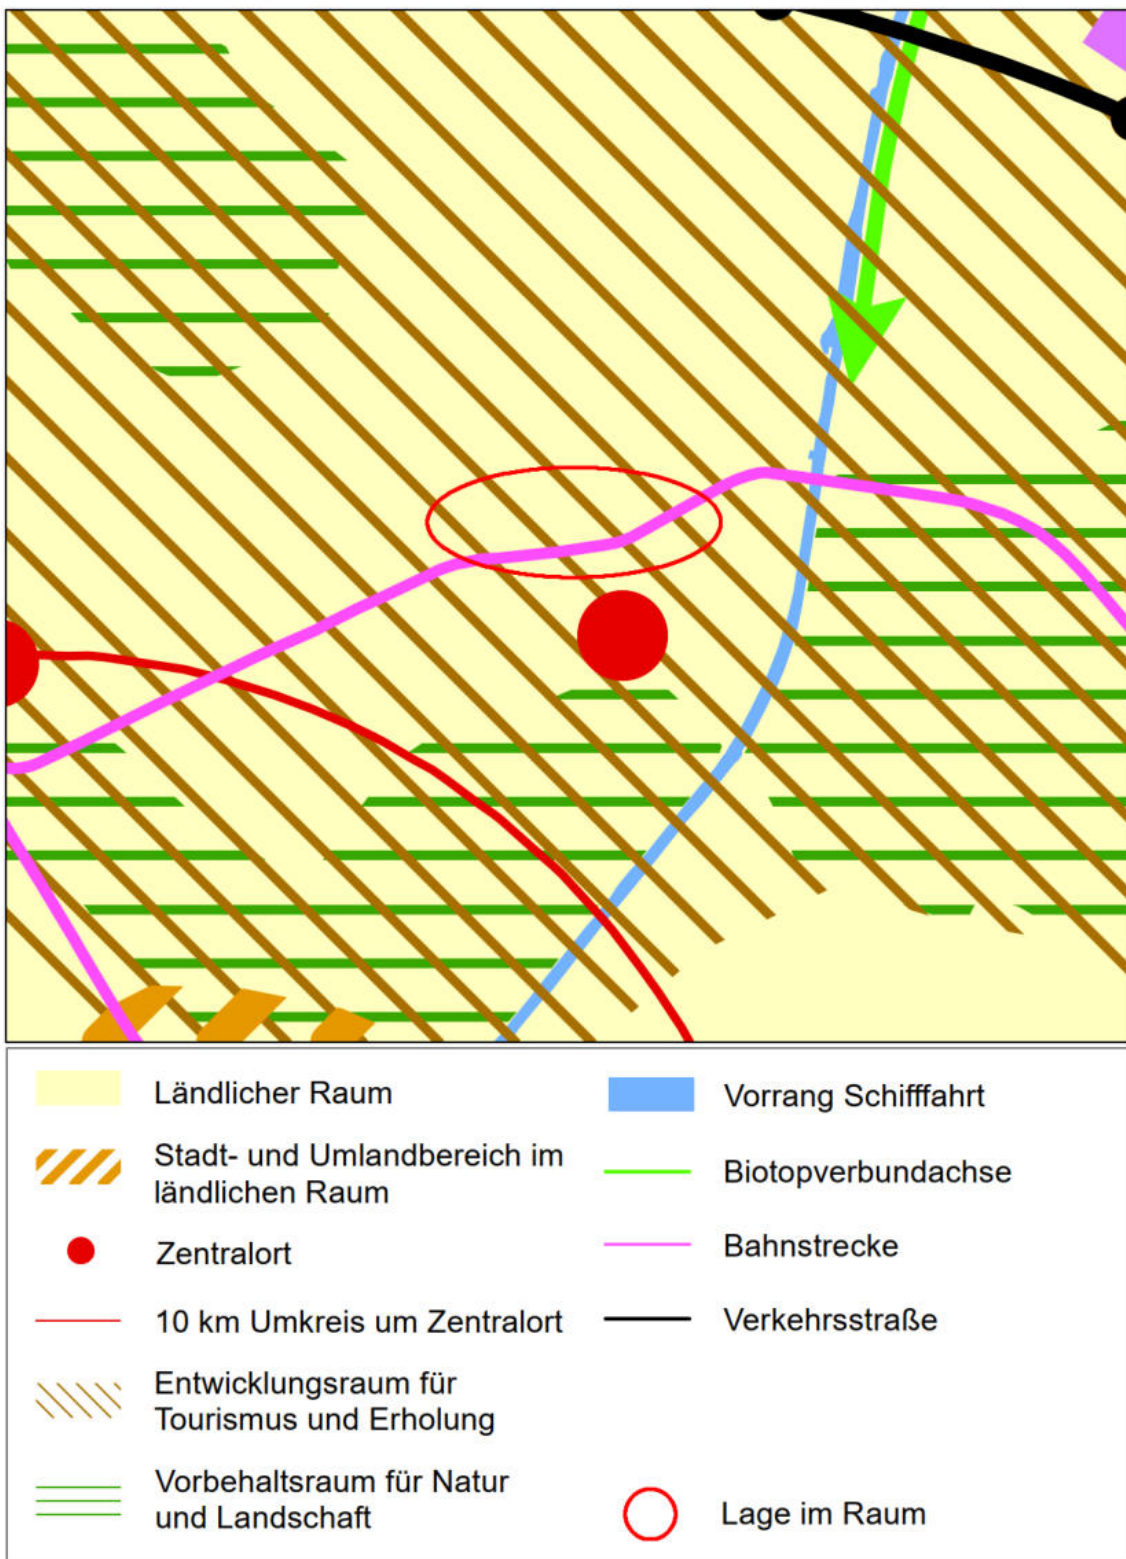 Ländlicher Raum
Stadt- und Umlandbereich im
ländlichen Raum
Zentralort
10 km Umkreis um Zentralort
Entwicklungsraum für
Tourismus und Erholung
Vorbehaltsraum für Natur
und Landschaft
Vorrang Schifffahrt
Biotopverbundachse
Bahnstrecke
Verkehrsstraße
Lage im Raum